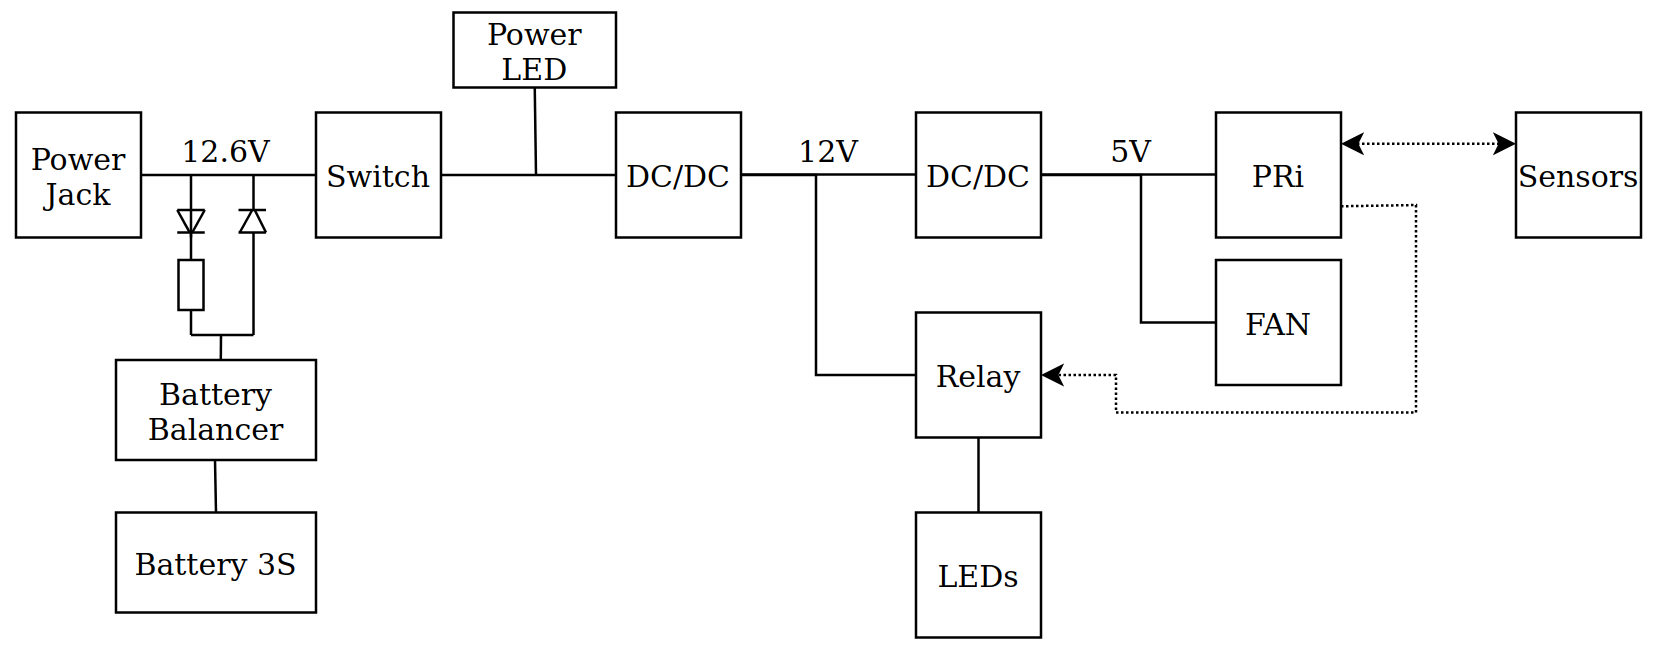 Power
LED
Power
Jack
12.6V
Switch
DC/DC
12V
DC/DC
5V
PRi
Sensors
FAN
Relay
Battery
Balancer
Battery 3S
LEDs